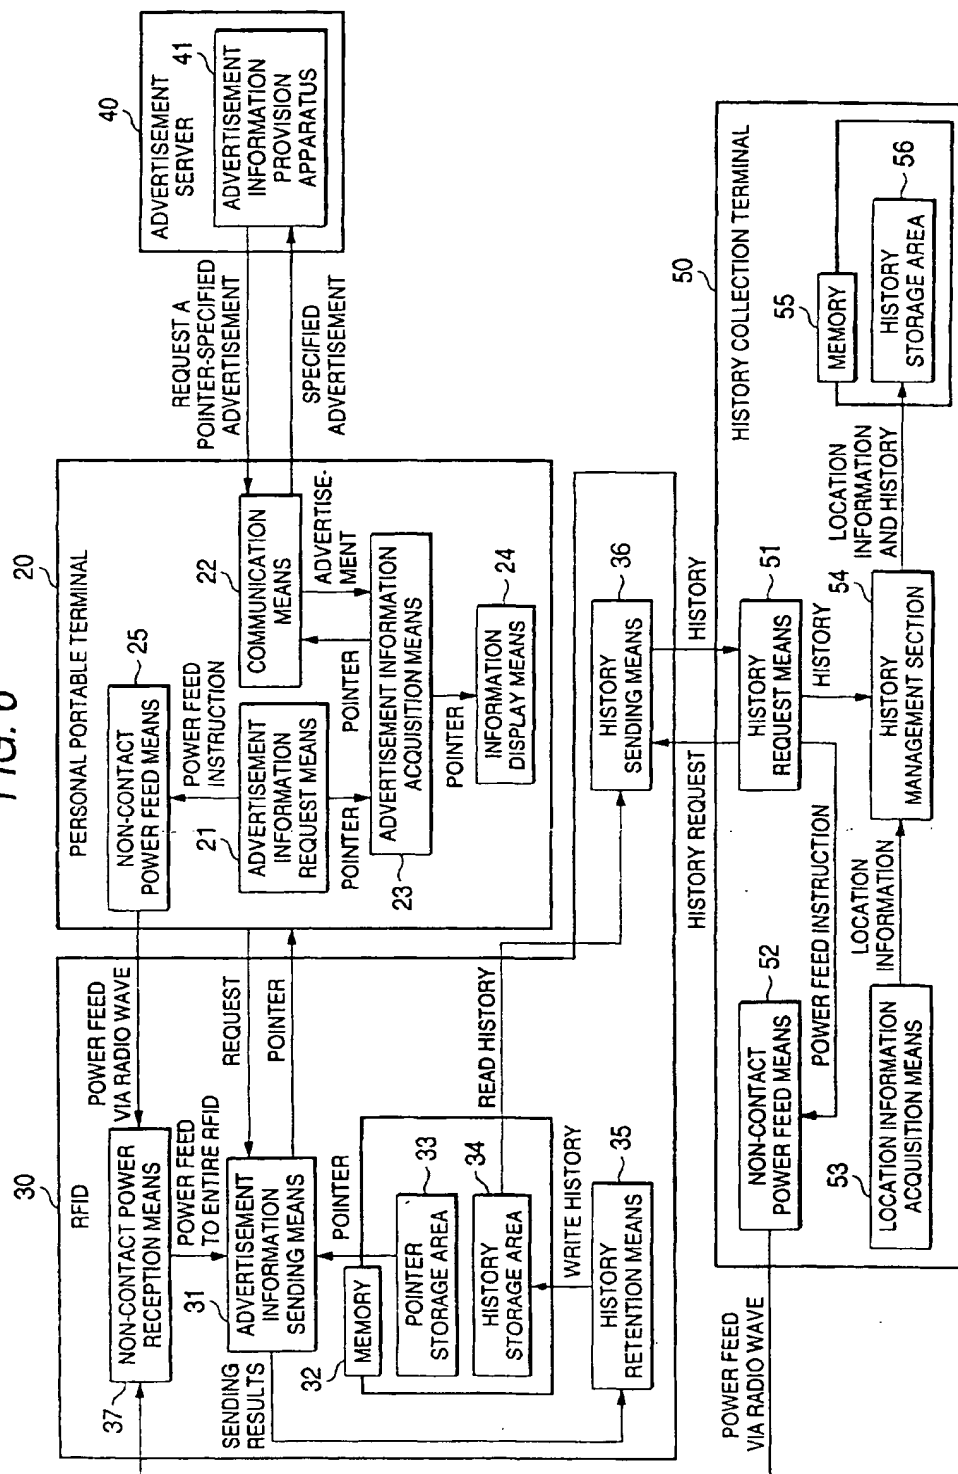 FIG. 6
30
RFID
37
NON-CONTACT POWER
RECEPTION MEANS
POWER FEED
TO ENTIRE RFID
31
ADVERTISEMENT
INFORMATION
SENDING MEANS
SENDING
RESULTS
POINTER
32
MEMORY
33
POINTER
STORAGE AREA
34
HISTORY
STORAGE AREA
WRITE HISTORY
35
HISTORY
RETENTION MEANS
READ HISTORY
36
HISTORY
SENDING MEANS
POWER FEED
VIA RADIO WAVE
REQUEST
POINTER
20
PERSONAL PORTABLE TERMINAL
25
NON-CONTACT
POWER FEED MEANS
POWER FEED
INSTRUCTION
21
ADVERTISEMENT
INFORMATION
REQUEST MEANS
POINTER
22
COMMUNICATION
MEANS
POINTER
ADVERTISE-
MENT
23
ADVERTISEMENT INFORMATION
ACQUISITION MEANS
POINTER
24
INFORMATION
DISPLAY MEANS
REQUEST A
POINTER-SPECIFIED
ADVERTISEMENT
SPECIFIED
ADVERTISEMENT
40
ADVERTISEMENT
SERVER
41
ADVERTISEMENT
INFORMATION
PROVISION
APPARATUS
HISTORY REQUEST
HISTORY
50
HISTORY COLLECTION TERMINAL
POWER FEED
VIA RADIO WAVE
52
NON-CONTACT
POWER FEED MEANS
POWER FEED INSTRUCTION
51
HISTORY
REQUEST MEANS
HISTORY
53
LOCATION INFORMATION
ACQUISITION MEANS
LOCATION
INFORMATION
54
HISTORY
MANAGEMENT SECTION
LOCATION
INFORMATION
AND HISTORY
55
MEMORY
56
HISTORY
STORAGE AREA